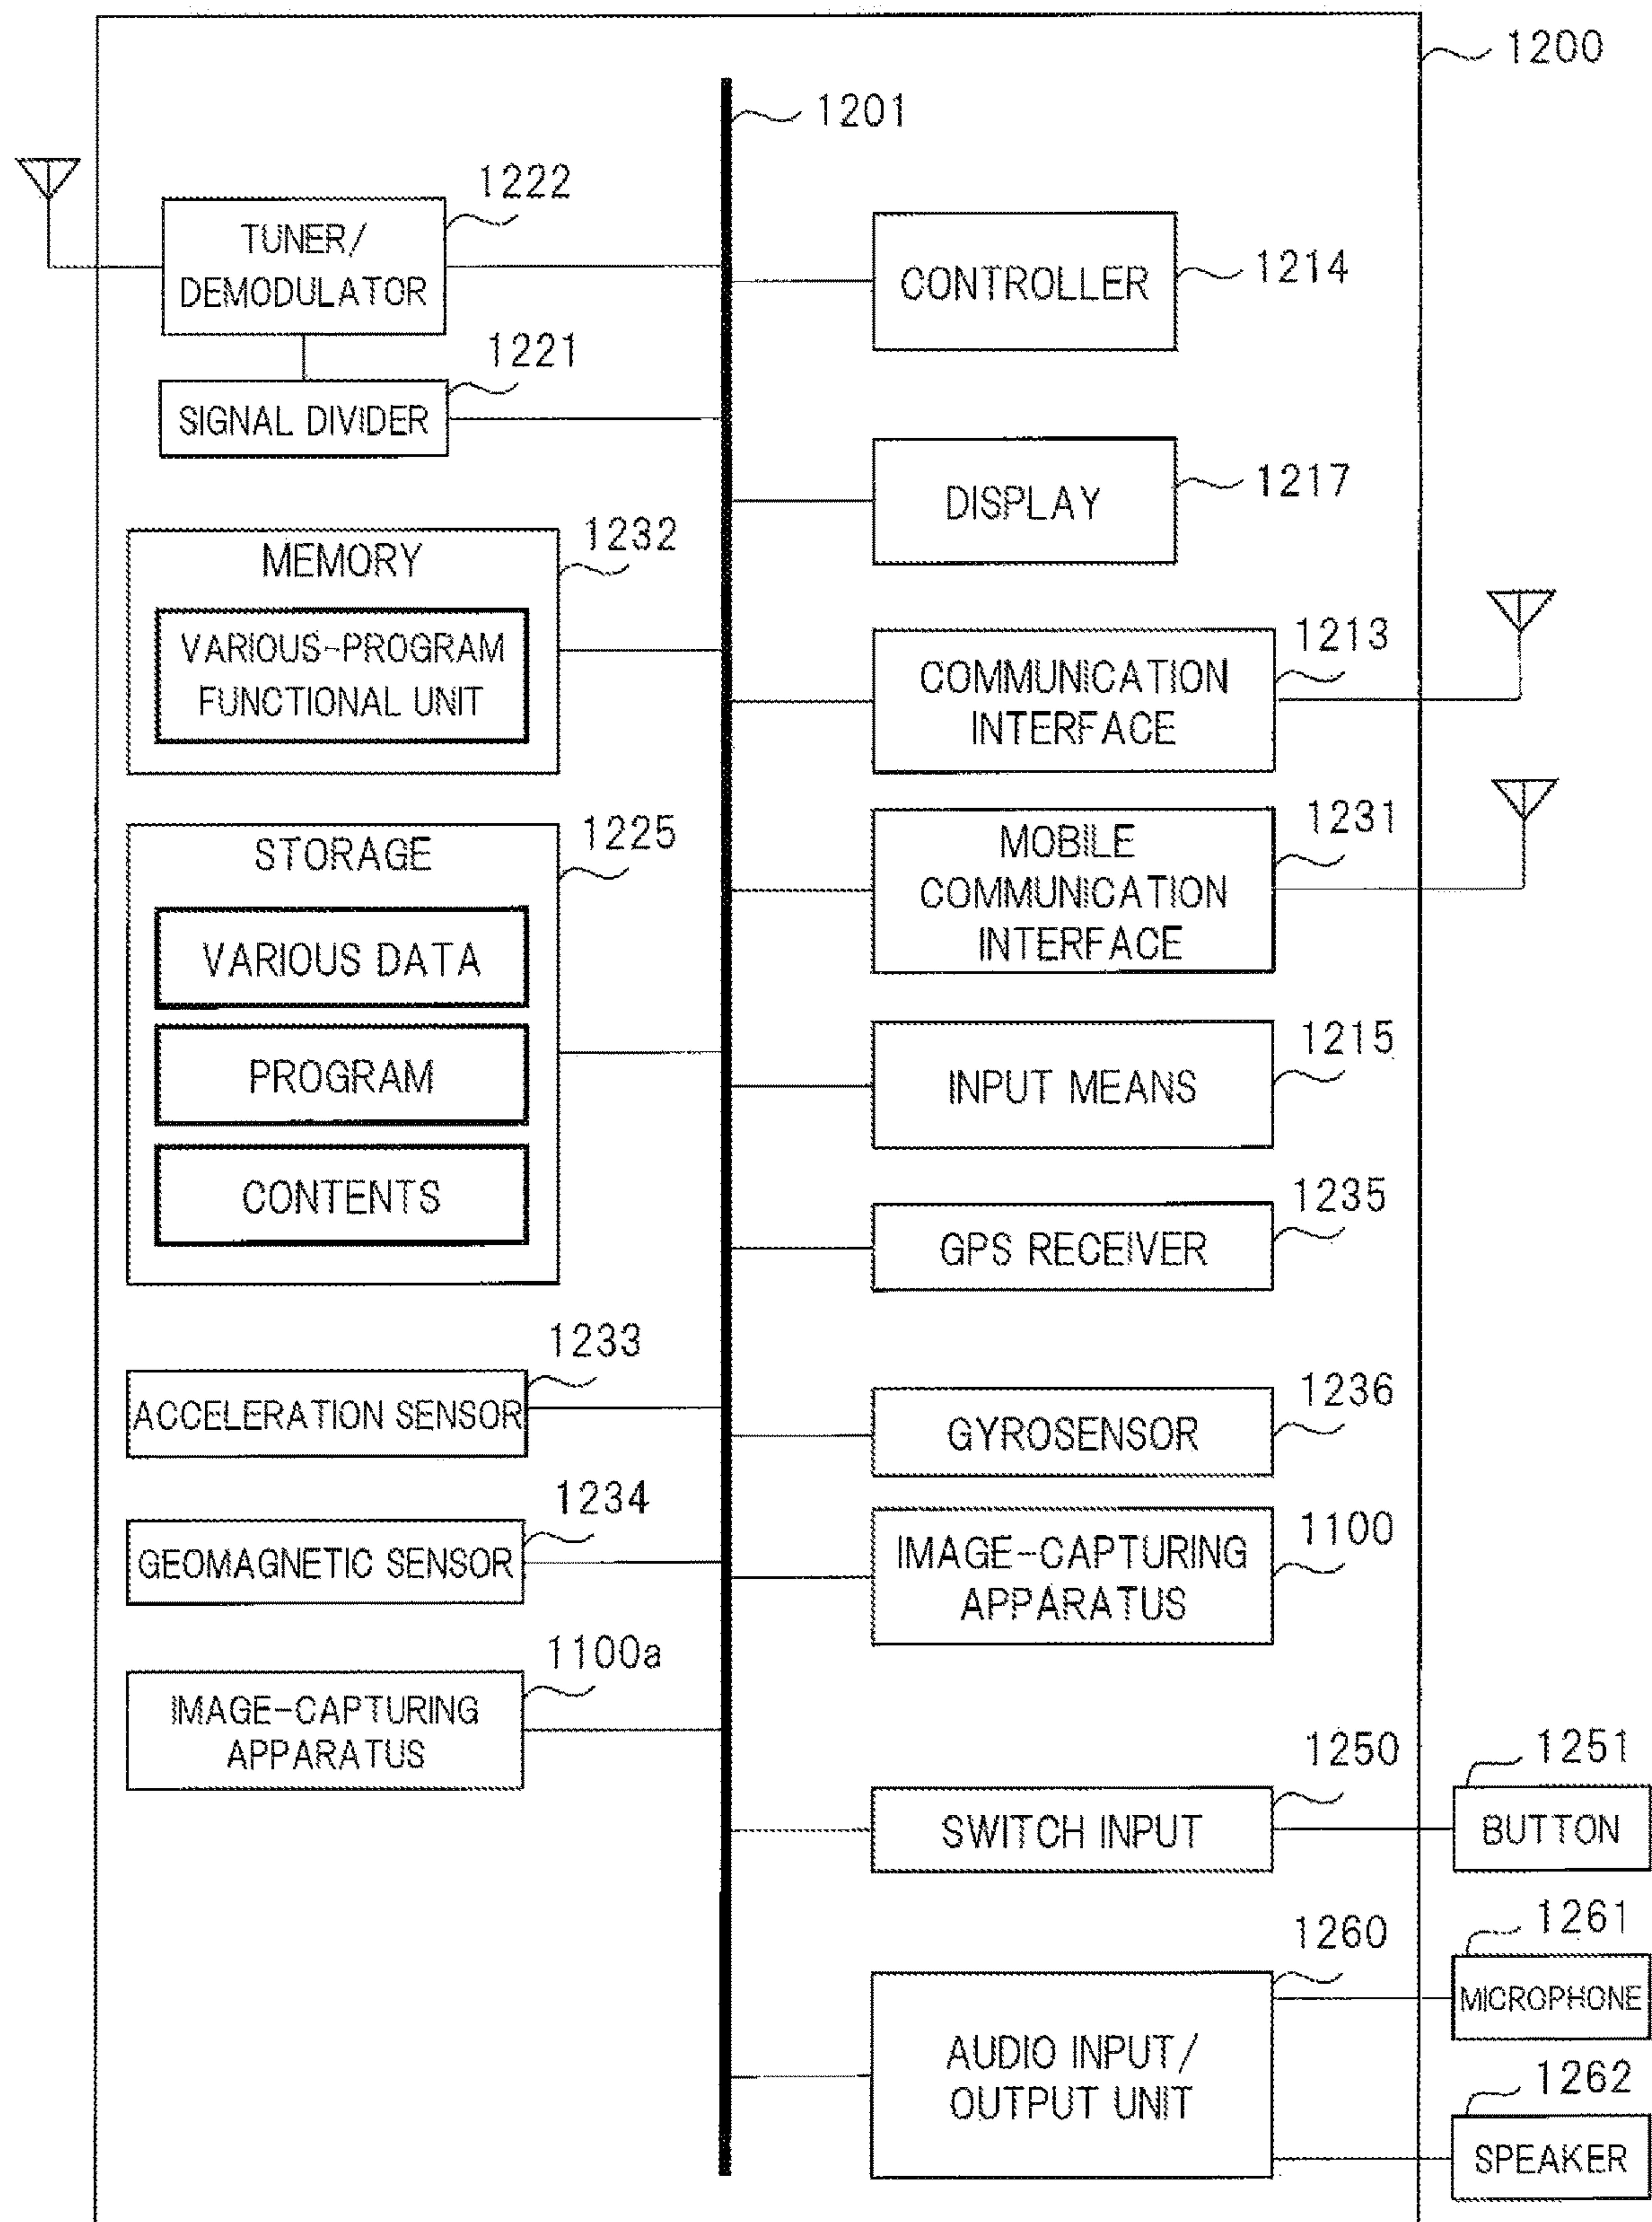 1200
1201
1222
TUNER/
DEMODULATOR
1221
SIGNAL DIVIDER
1232
MEMORY
VARIOUS-PROGRAM
FUNCTIONAL UNIT
1225
STORAGE
VARIOUS DATA
PROGRAM
CONTENTS
1233
ACCELERATION SENSOR
1234
GEOMAGNETIC SENSOR
1100a
IMAGE-CAPTURING
APPARATUS
CONTROLLER
1214
DISPLAY
1217
1213
COMMUNICATION
INTERFACE
1231
MOBILE
COMMUNICATION
INTERFACE
1215
INPUT MEANS
1235
GPS RECEIVER
1236
GYROSENSOR
1100
IMAGE-CAPTURING
APPARATUS
1250
SWITCH INPUT
1251
BUTTON
1260
AUDIO INPUT/
OUTPUT UNIT
1261
MICROPHONE
1262
SPEAKER